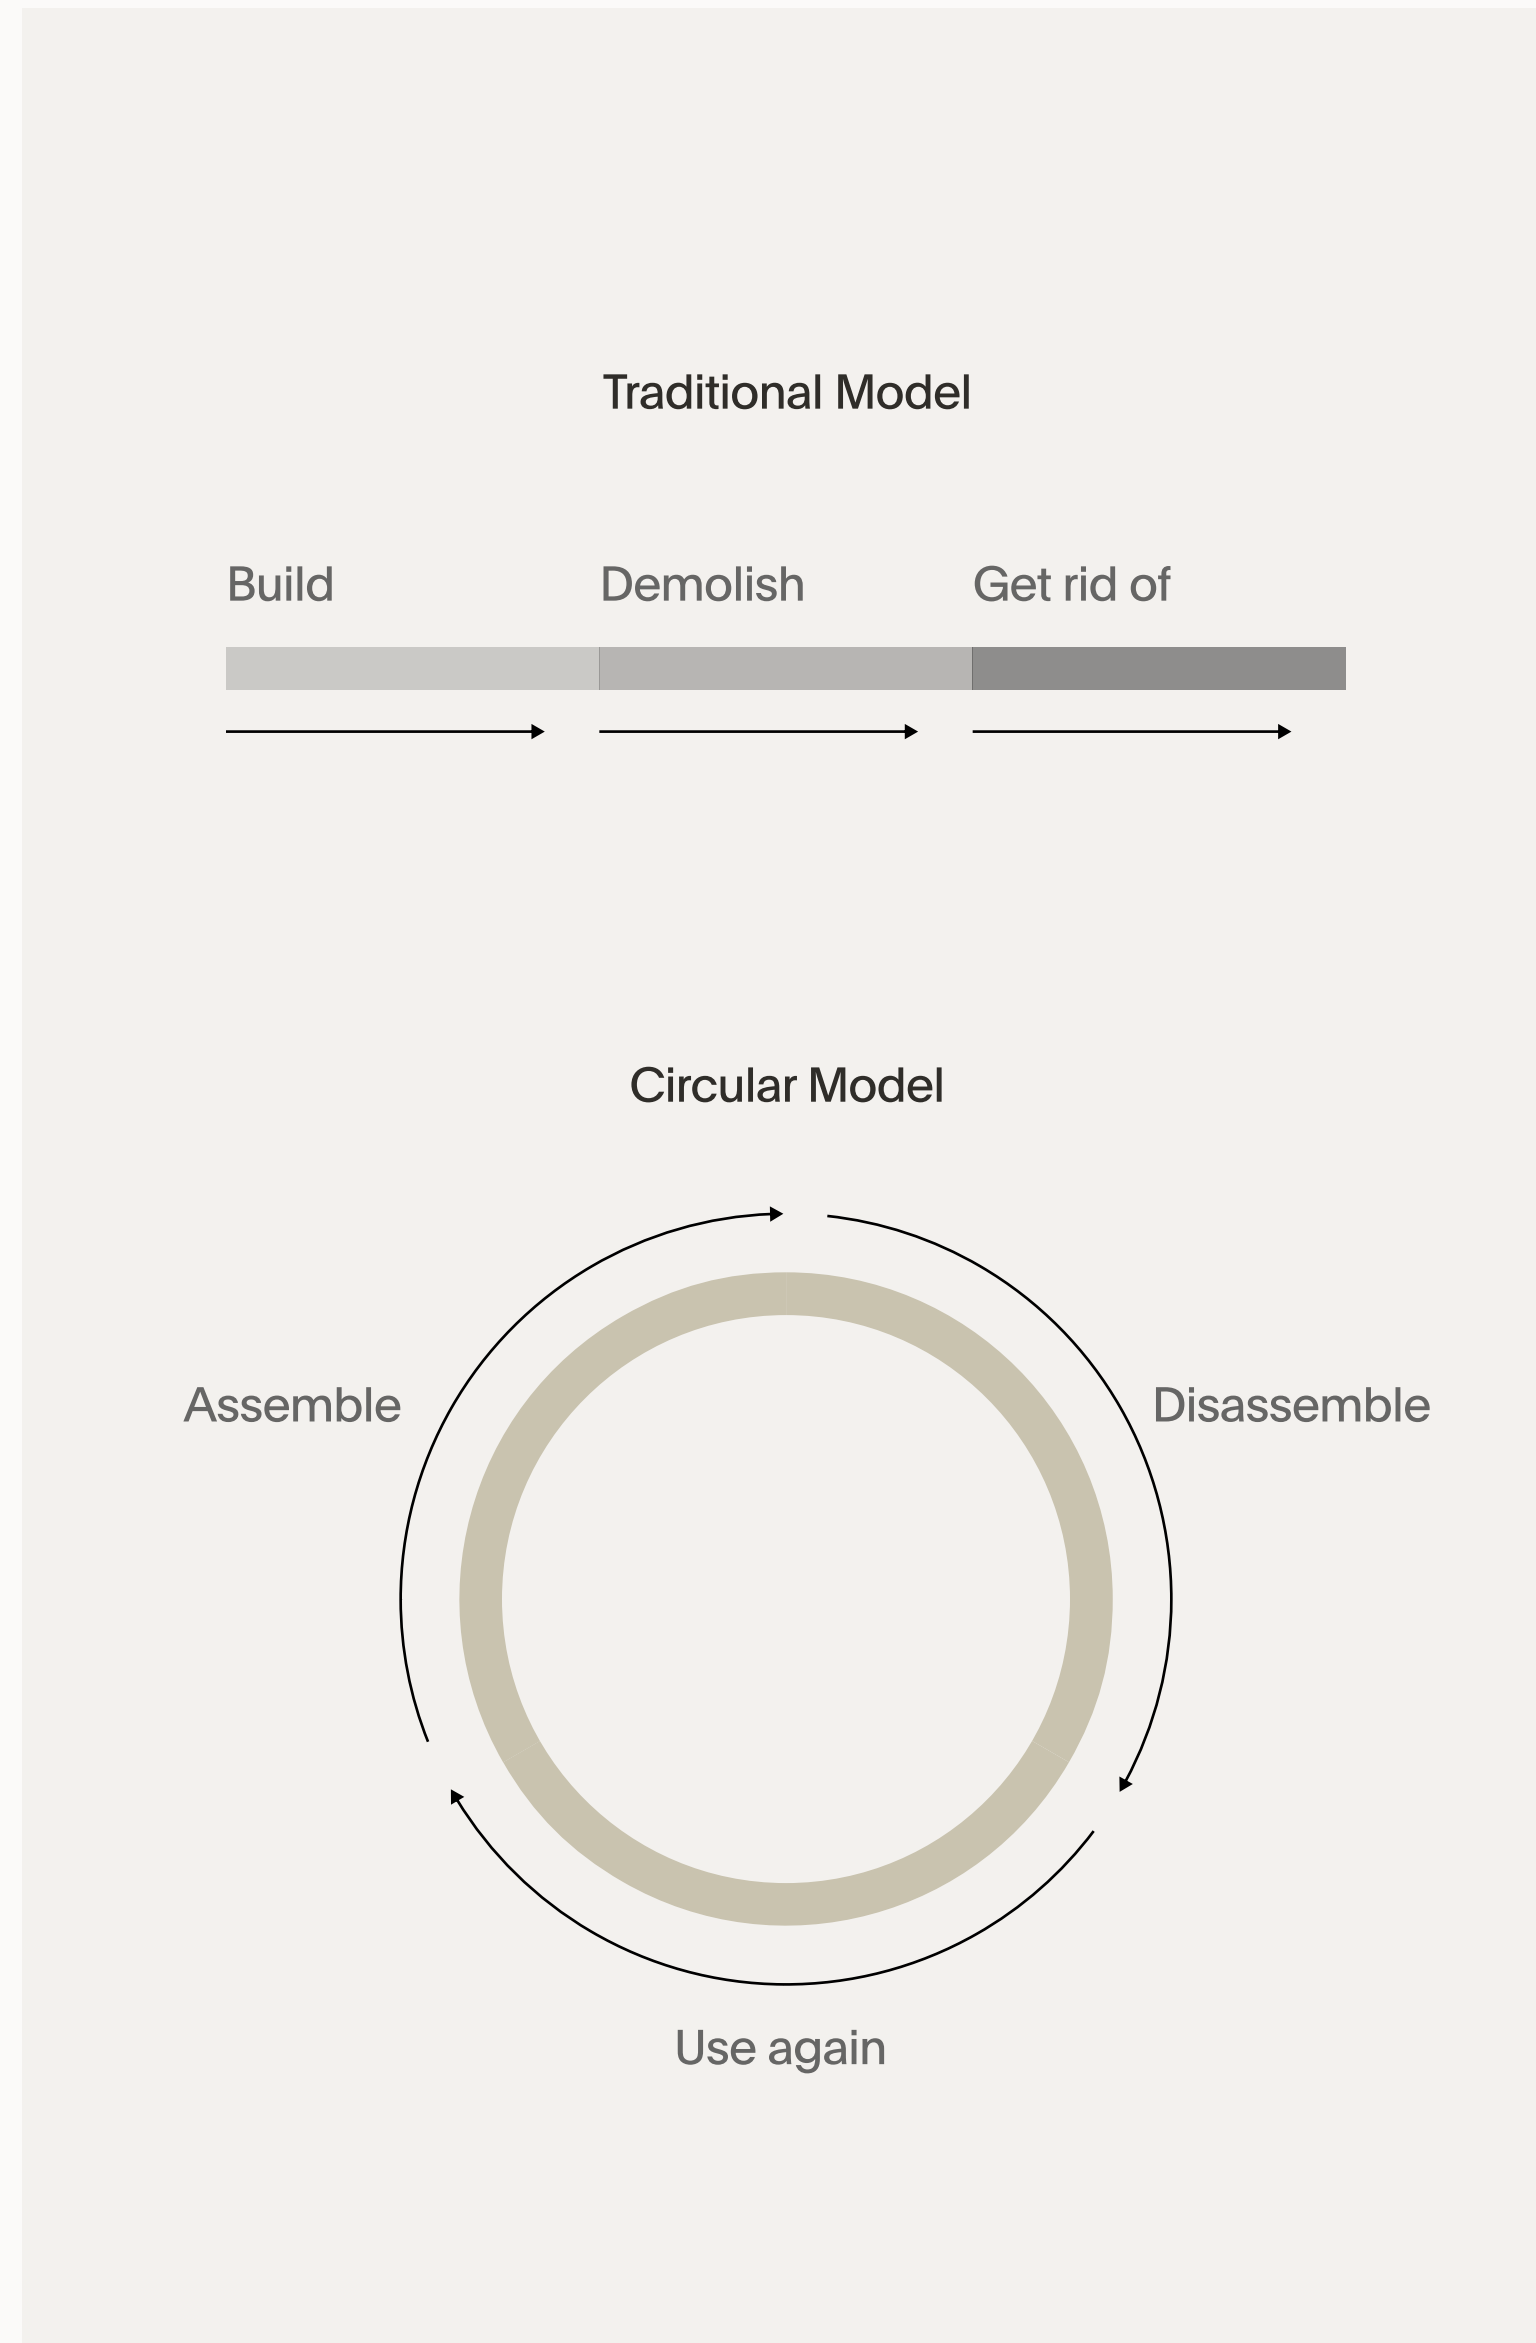 Traditional Model
Build
Demolish
Get rid of
Circular Model
Assemble
Disassemble
Use again